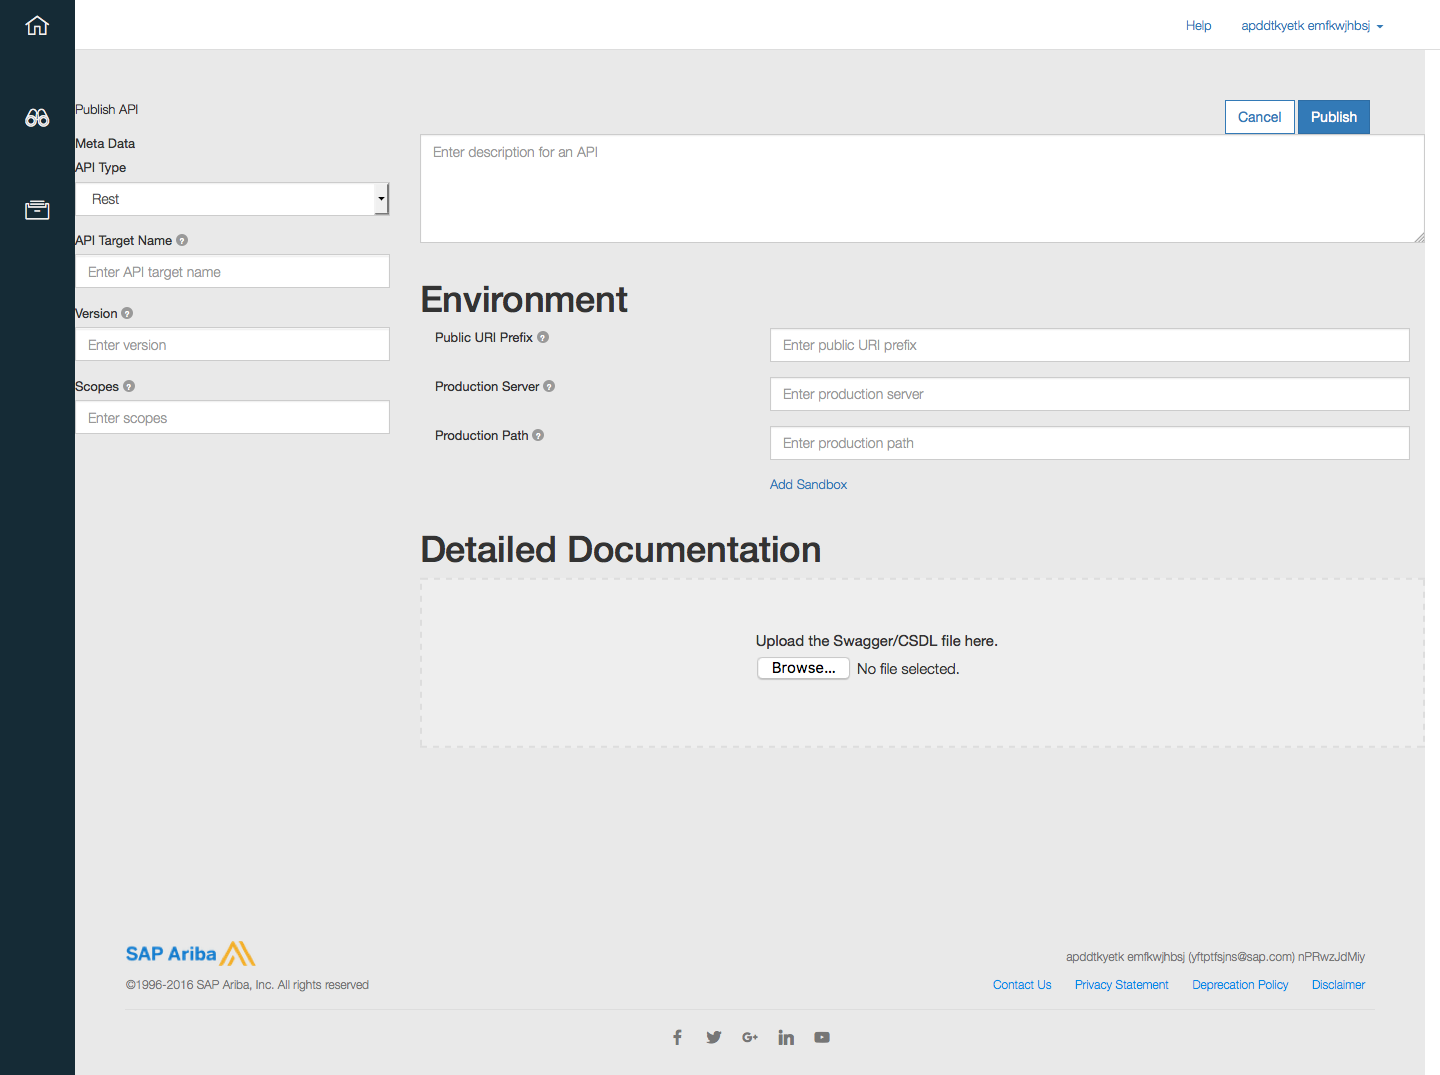 Help apddtkyetk emfkwjhbsj
Publish API
Cancel Publish
Meta Data
API Type
Rest
API Target Name
Enter API target name
Version
Enter version
Scopes
Enter scopes
Enter description for an API
Environment
Public URI Prefix
Enter public URI prefix
Production Server
Enter production server
Production Path
Enter production path
Add Sandbox
Detailed Documentation
Upload the Swagger/CSDL file here.
Browse... No file selected.
SAP Ariba
©1996-2016 SAP Ariba, Inc. All rights reserved
apddtkyetk emfkwjhbsj (yftptfsjns@sap.com) nPRwzJdMiy
Contact Us Privacy Statement Deprecation Policy Disclaimer